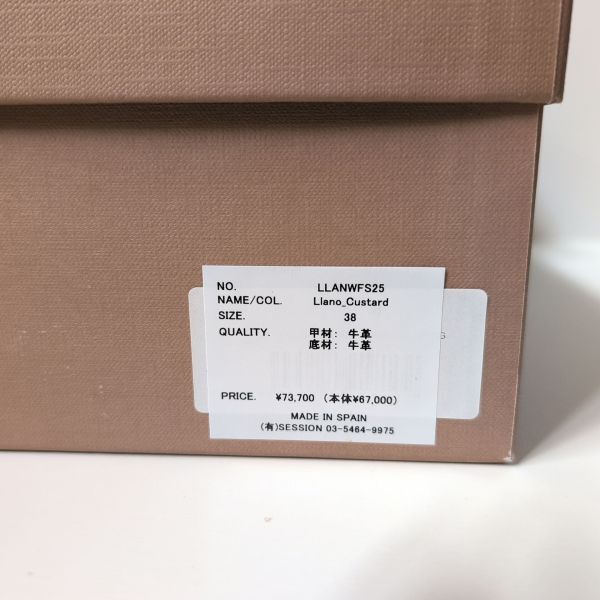 NO. LLANWFS25
NAME/COL. Llano_Custard
SIZE. 38
QUALITY. 甲材: 牛革
底材: 牛革
PRICE. ¥73,700 (本体¥67,000)
MADE IN SPAIN
(有)SESSION 03-5464-9975